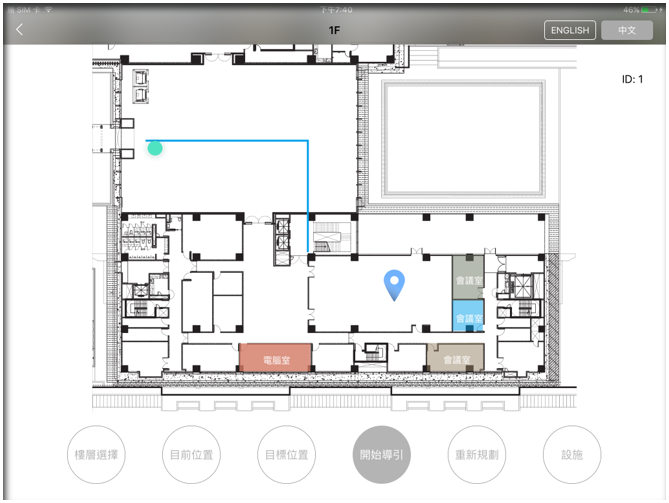 無 SIM 卡 下午7:40 46%
1F
ENGLISH 中文
ID: 1
會議室
會議室
電腦室 會議室
樓層選擇 目前位置 目標位置 開始導引 重新規劃 設施